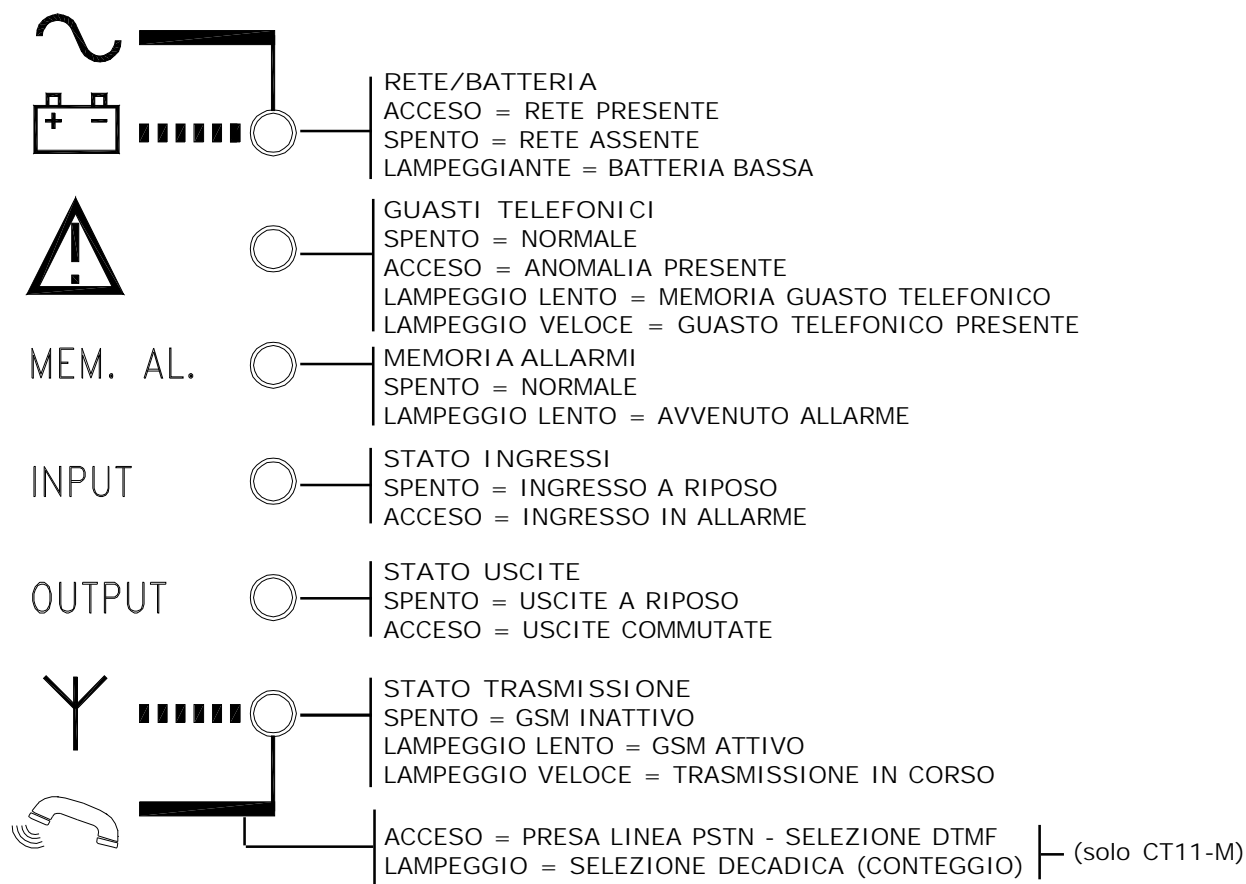 RETE/BATTERIA
ACCESO = RETE PRESENTE
+ -
SPENTO = RETE ASSENTE
LAMPEGGIANTE = BATTERIA BASSA
GUASTI TELEFONICI
SPENTO = NORMALE
ACCESO = ANOMALIA PRESENTE
LAMPEGGIO LENTO = MEMORIA GUASTO TELEFONICO
LAMPEGGIO VELOCE = GUASTO TELEFONICO PRESENTE
MEM. AL.
MEMORIA ALLARMI
SPENTO = NORMALE
LAMPEGGIO LENTO = AVVENUTO ALLARME
INPUT
STATO INGRESSI
SPENTO = INGRESSO A RIPOSO
ACCESO = INGRESSO IN ALLARME
OUTPUT
STATO USCITE
SPENTO = USCITE A RIPOSO
ACCESO = USCITE COMMUTATE
STATO TRASMISSIONE
SPENTO = GSM INATTIVO
LAMPEGGIO LENTO = GSM ATTIVO
LAMPEGGIO VELOCE = TRASMISSIONE IN CORSO
ACCESO = PRESA LINEA PSTN - SELEZIONE DTMF
LAMPEGGIO = SELEZIONE DECADICA (CONTEGGIO)
(solo CT11-M)